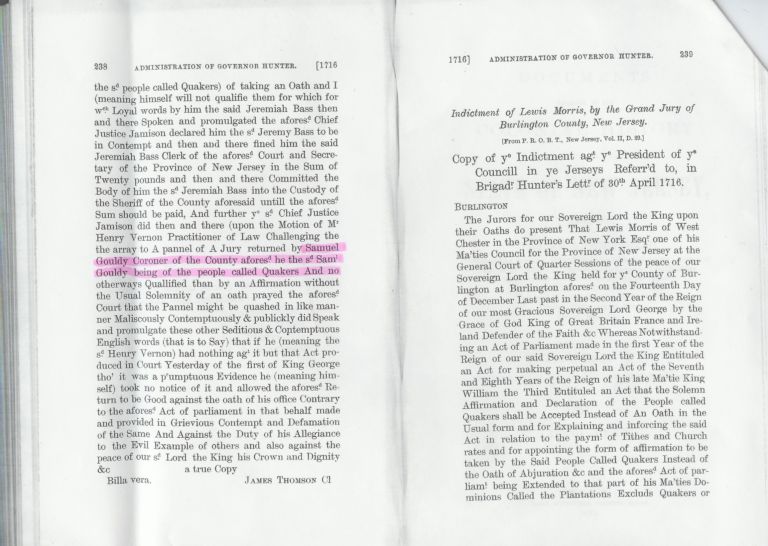 238 ADMINISTRATION OF GOVERNOR HUNTER. [1716
the sᵈ people called Quakers) of taking an Oath and I
(meaning himself will not qualifie them for which for
wᶜʰ Loyal words by him the said Jeremiah Bass then
and there Spoken and promulgated the aforesᵈ Chief
Justice Jamison declared him the sᵈ Jeremy Bass to be
in Contempt and then and there fined him the said
Jeremiah Bass Clerk of the aforesᵈ Court and Secre-
tary of the Province of New Jersey in the Sum of
Twenty pounds and then and there Committed the
Body of him the sᵈ Jeremiah Bass into the Custody of
the Sheriff of the County aforesaid untill the aforesᵈ
Sum should be paid, And further yᵉ sᵈ Chief Justice
Jamison did then and there (upon the Motion of Mʳ
Henry Vernon Practitioner of Law Challenging the
the array to A pannel of A Jury returned by Samuel
Gouldy Coroner of the County aforesᵈ he the sᵈ Samˡ
Gouldy being of the people called Quakers And no
otherways Quallified than by an Affirmation without
the Usual Solemnity of an oath prayed the aforesᵈ
Court that the Pannel might be quashed in like man-
ner Maliscously Contemptuously & publickly did Speak
and promulgate these other Seditious & Contemptuous
English words (that is to Say) that if he (meaning the
sᵈ Henry Vernon) had nothing agᵗ it but that Act pro-
duced in Court Yesterday of the first of King George
tho' it was a p'umptuous Evidence he (meaning him-
self) took no notice of it and allowed the aforesᵈ Re-
turn to be Good against the oath of his office Contrary
to the aforesᵈ Act of parliament in that behalf made
and provided in Grievious Contempt and Defamation
of the Same And Against the Duty of his Allegiance
to the Evil Example of others and also against the
peace of our sᵈ Lord the King his Crown and Dignity
&c a true Copy
Billa vera. JAMES THOMSON Cl
1716] ADMINISTRATION OF GOVERNOR HUNTER. 239
Indictment of Lewis Morris, by the Grand Jury of
Burlington County, New Jersey.
[From P. R. O. B. T., New Jersey, Vol. II, D. 39.]
Copy of yᵉ Indictment agᵗ yᵉ President of yᵉ
Councill in ye Jerseys Referr'd to, in
Brigadʳ Hunter's Lettʳ of 30ᵗʰ April 1716.
BURLINGTON
The Jurors for our Sovereign Lord the King upon
their Oaths do present That Lewis Morris of West
Chester in the Province of New York Esqʳ one of his
Ma'ties Council for the Province of New Jersey at the
General Court of Quarter Sessions of the peace of our
Sovereign Lord the King held for yᵉ County of Bur-
lington at Burlington aforesᵈ on the Fourteenth Day
of December Last past in the Second Year of the Reign
of our most Gracious Sovereign Lord George by the
Grace of God King of Great Britain France and Ire-
land Defender of the Faith &c Whereas Notwithstand-
ing an Act of Parliament made in the first Year of the
Reign of our said Sovereign Lord the King Entituled
an Act for making perpetual an Act of the Seventh
and Eighth Years of the Reign of his late Ma'tie King
William the Third Entituled an Act that the Solemn
Affirmation and Declaration of the People called
Quakers shall be Accepted Instead of An Oath in the
Usual form and for Explaining and inforcing the said
Act in relation to the paymᵗ of Tithes and Church
rates and for appointing the form of affirmation to be
taken by the Said People Called Quakers Instead of
the Oath of Abjuration &c and the aforesᵈ Act of par-
liamᵗ being Extended to that part of his Ma'ties Do-
minions Called the Plantations Excluds Quakers or